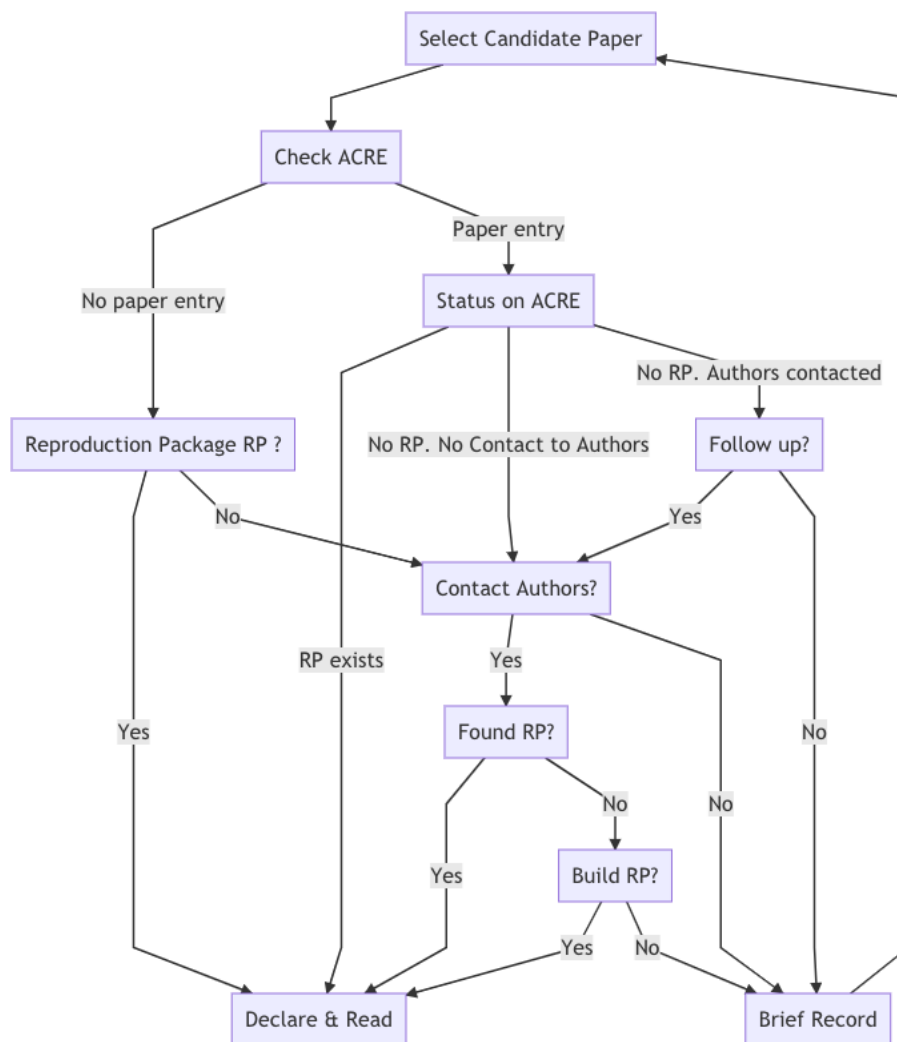 Select Candidate Paper
Check ACRE
Paper entry
No paper entry
Status on ACRE
No RP. Authors contacted
Reproduction Package RP ?
No RP. No Contact to Authors
Follow up?
No
Yes
Contact Authors?
RP exists
Yes
Yes
Found RP?
No
No
No
Yes
Build RP?
Yes
No
Declare & Read
Brief Record